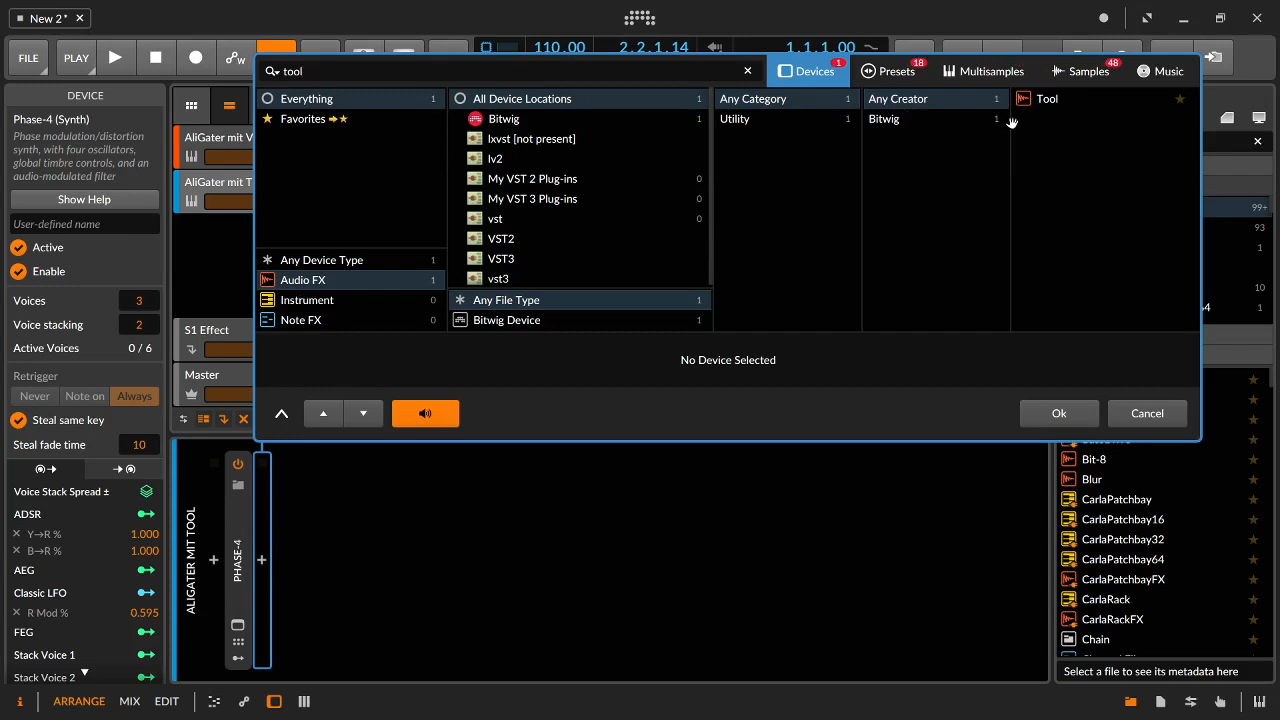 New 2*
FILE
PLAY
110.00
2.2.1.14
1.1.1.00
DEVICE
Phase-4 (Synth)
Phase modulation/distortion
synth, with four oscillators,
global timbre controls, and
an audio-modulated filter
Show Help
User-defined name
Active
Enable
Voices 3
Voice stacking 2
Active Voices 0 / 6
Retrigger
Never Note on Always
Steal same key
Steal fade time 10
Voice Stack Spread ±
ADSR
Y→R % 1.000
B→R % 1.000
AEG
Classic LFO
R Mod % 0.595
FEG
Stack Voice 1
Stack Voice 2
AliGater mit V
AliGater mit T
S1 Effect
Master
tool
Devices 1
Presets 18
Multisamples
Samples 48
Music
Everything 1
Favorites 1
Any Device Type 1
Audio FX 1
Instrument 0
Note FX 0
All Device Locations 1
Bitwig 1
lxvst [not present]
lv2
My VST 2 Plug-ins 0
My VST 3 Plug-ins 0
vst 0
VST2
VST3
vst3
Any File Type 1
Bitwig Device 1
Any Category 1
Utility 1
Any Creator 1
Bitwig 1
Tool
No Device Selected
Ok
Cancel
99+
93
10
1
ALIGATER MIT TOOL
PHASE-4
Bit-8
Blur
CarlaPatchbay
CarlaPatchbay16
CarlaPatchbay32
CarlaPatchbay64
CarlaPatchbayFX
CarlaRack
CarlaRackFX
Chain
Select a file to see its metadata here
i
ARRANGE
MIX
EDIT